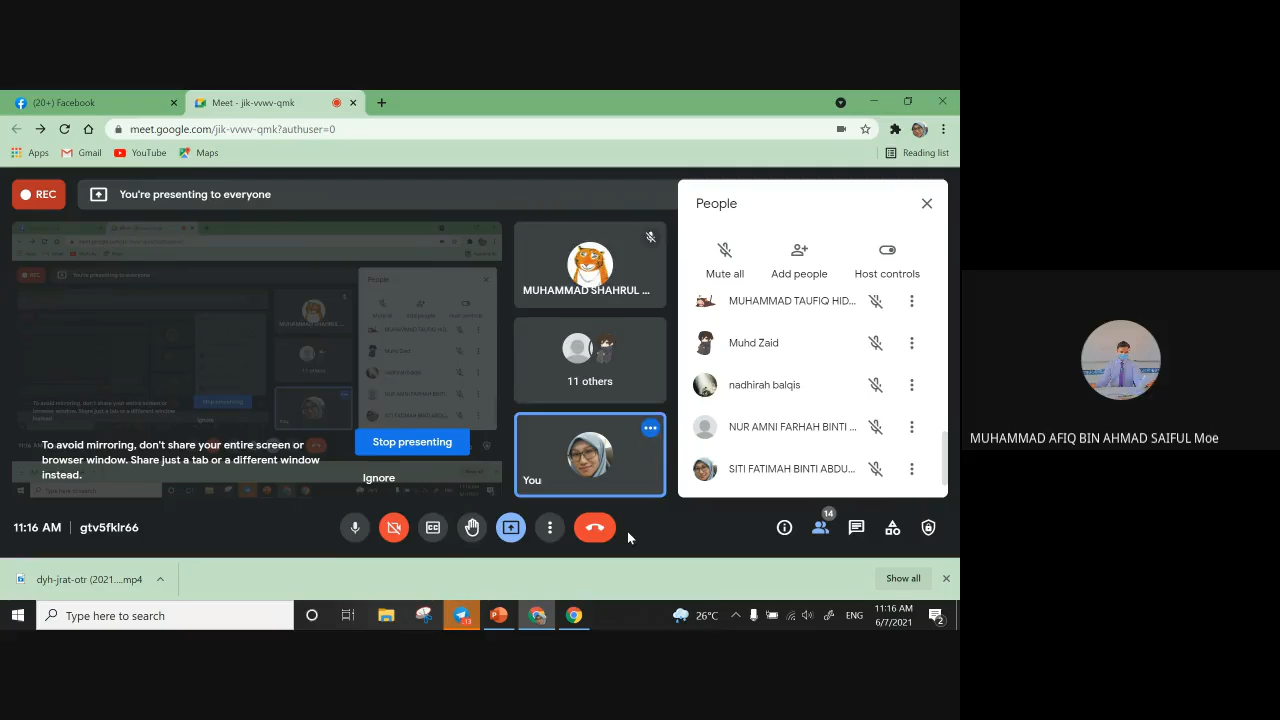 (20+) Facebook
Meet - jik-vvwv-qmk
meet.google.com/jik-vvwv-qmk?authuser=0
Apps
Gmail
YouTube
Maps
Reading list
REC
You're presenting to everyone
People
Mute all
Add people
Host controls
MUHAMMAD SHAHRUL ...
MUHAMMAD TAUFIQ HID...
Muhd Zaid
11 others
nadhirah balqis
NUR AMNI FARHAH BINTI ...
SITI FATIMAH BINTI ABDU...
You
To avoid mirroring, don't share your entire screen or
browser window. Share just a tab or a different window
instead.
Stop presenting
Ignore
MUHAMMAD AFIQ BIN AHMAD SAIFUL Moe
11:16 AM
gtv5fklr66
14
dyh-jrat-otr (2021....mp4
Show all
Type here to search
26°C
ENG
11:16 AM
6/7/2021
2